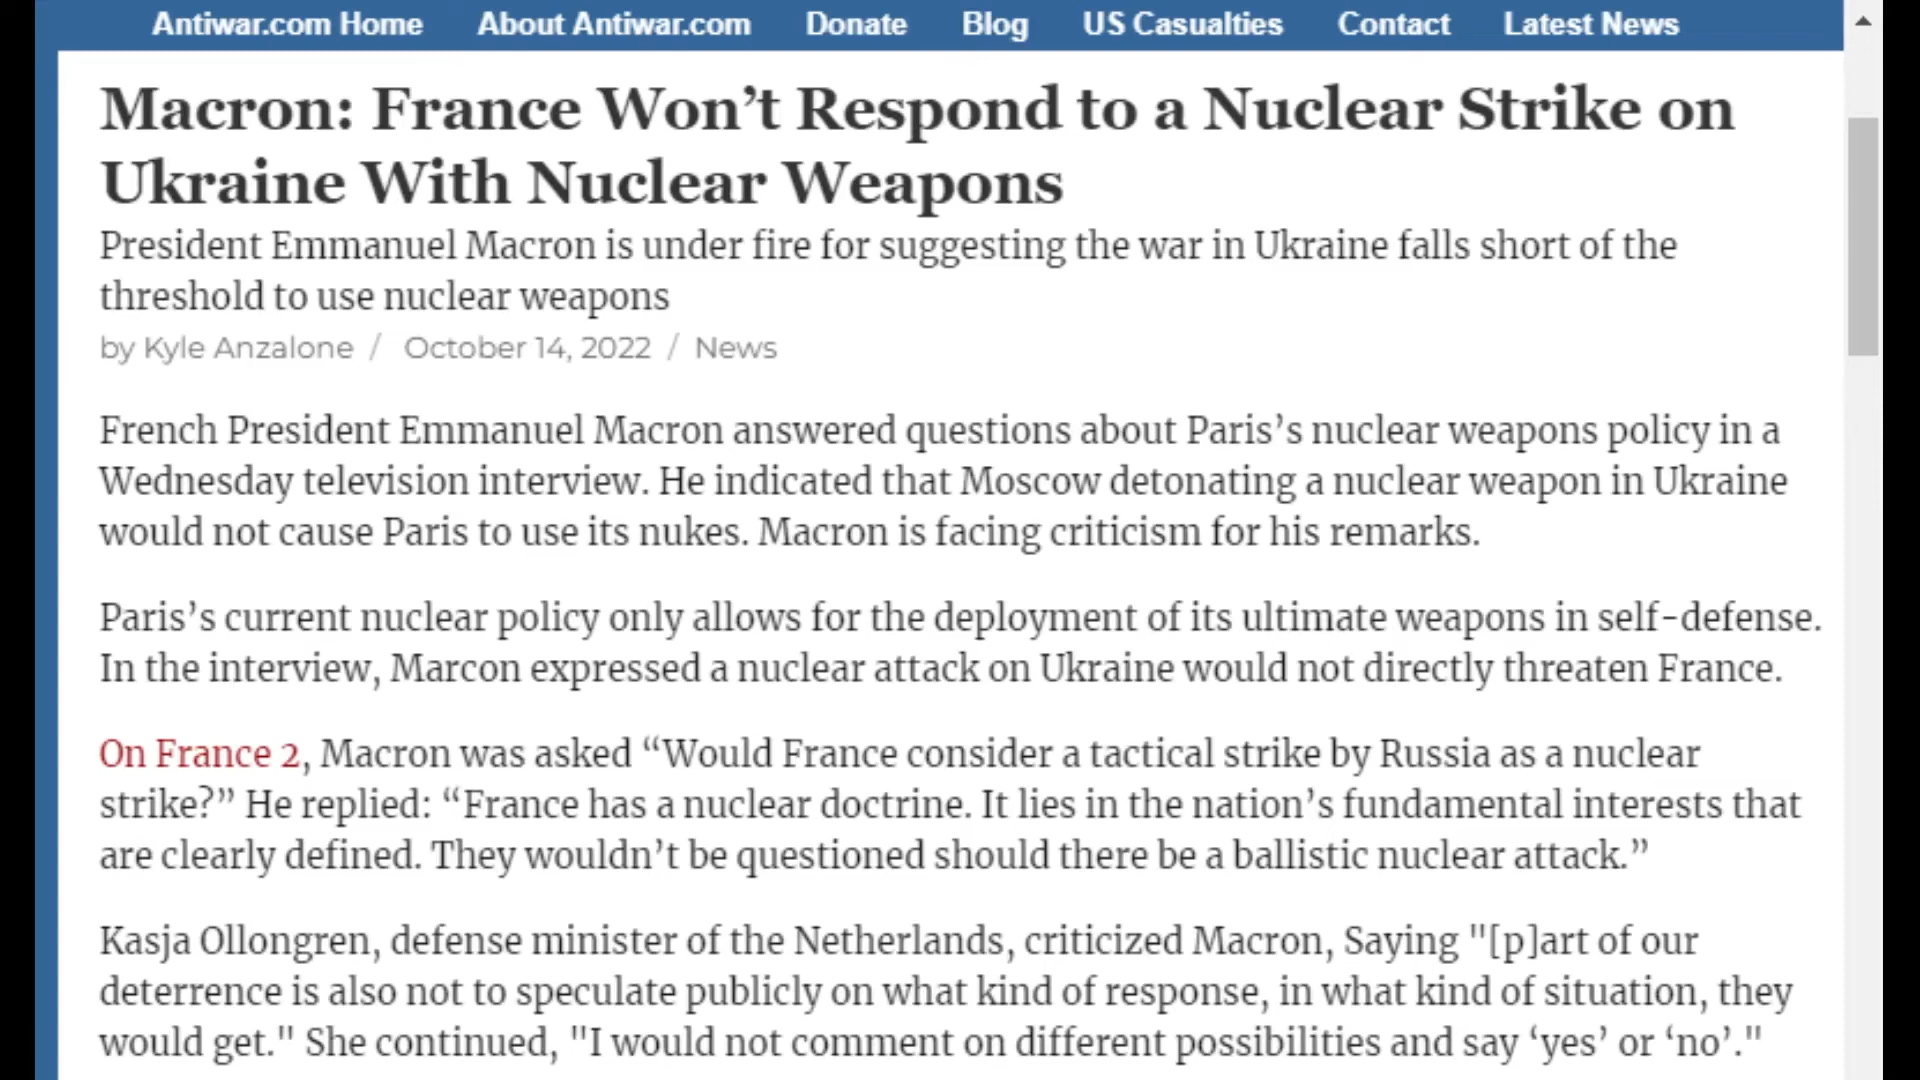 Antiwar.com Home About Antiwar.com Donate Blog US Casualties Contact Latest News
Macron: France Won’t Respond to a Nuclear Strike on
Ukraine With Nuclear Weapons
President Emmanuel Macron is under fire for suggesting the war in Ukraine falls short of the
threshold to use nuclear weapons
by Kyle Anzalone / October 14, 2022 / News
French President Emmanuel Macron answered questions about Paris’s nuclear weapons policy in a
Wednesday television interview. He indicated that Moscow detonating a nuclear weapon in Ukraine
would not cause Paris to use its nukes. Macron is facing criticism for his remarks.
Paris’s current nuclear policy only allows for the deployment of its ultimate weapons in self-defense.
In the interview, Marcon expressed a nuclear attack on Ukraine would not directly threaten France.
On France 2, Macron was asked “Would France consider a tactical strike by Russia as a nuclear
strike?” He replied: “France has a nuclear doctrine. It lies in the nation’s fundamental interests that
are clearly defined. They wouldn’t be questioned should there be a ballistic nuclear attack.”
Kasja Ollongren, defense minister of the Netherlands, criticized Macron, Saying "[p]art of our
deterrence is also not to speculate publicly on what kind of response, in what kind of situation, they
would get." She continued, "I would not comment on different possibilities and say ‘yes’ or ‘no’."